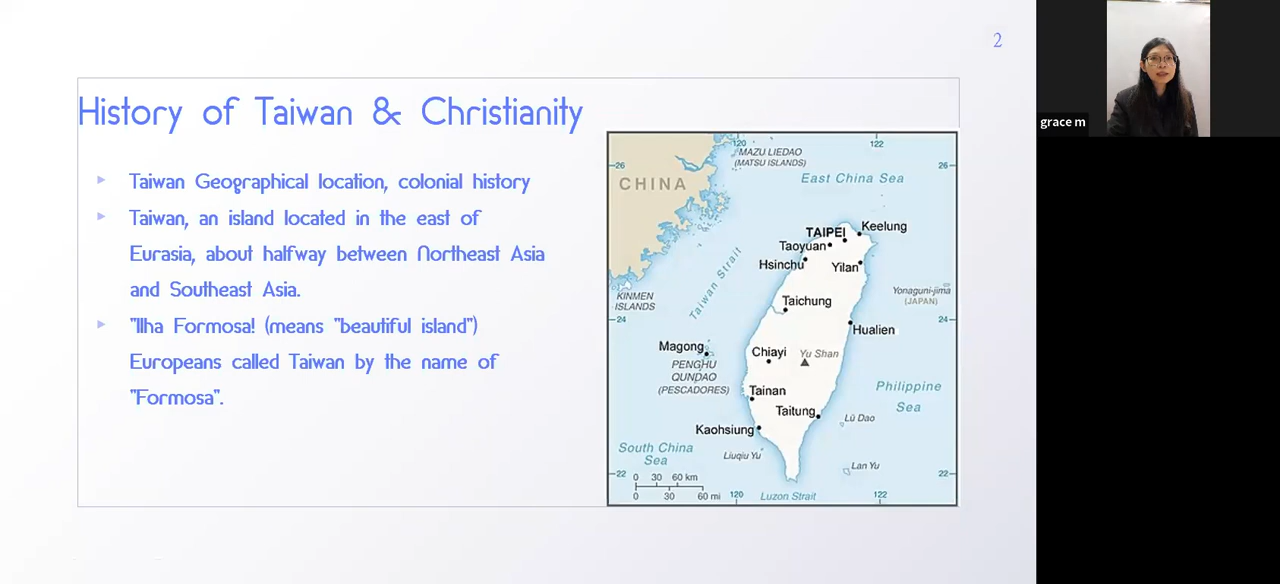 2
History of Taiwan & Christianity
Taiwan Geographical location, colonial history
Taiwan, an island located in the east of
Eurasia, about halfway between Northeast Asia
and Southeast Asia.
"Ilha Formosa! (means "beautiful island")
Europeans called Taiwan by the name of
"Formosa".
120
122
MAZU LIEDAO
(MATSU ISLANDS)
26
26
CHINA
East China Sea
TAIPEI
Keelung
Taoyuan
Hsinchu
Yilan
Taiwan Strait
KINMEN
ISLANDS
Yonaguni-jima
(JAPAN)
Taichung
24
24
Hualien
Magong
Chiayi
Yu Shan
PENGHU
QUNDAO
(PESCADORES)
Tainan
Philippine
Sea
Taitung
Lü Dao
Kaohsiung
South China
Sea
Liuqiu Yu
Lan Yu
22
22
0 30 60 km
0 30 60 mi
120
Luzon Strait
122
grace m